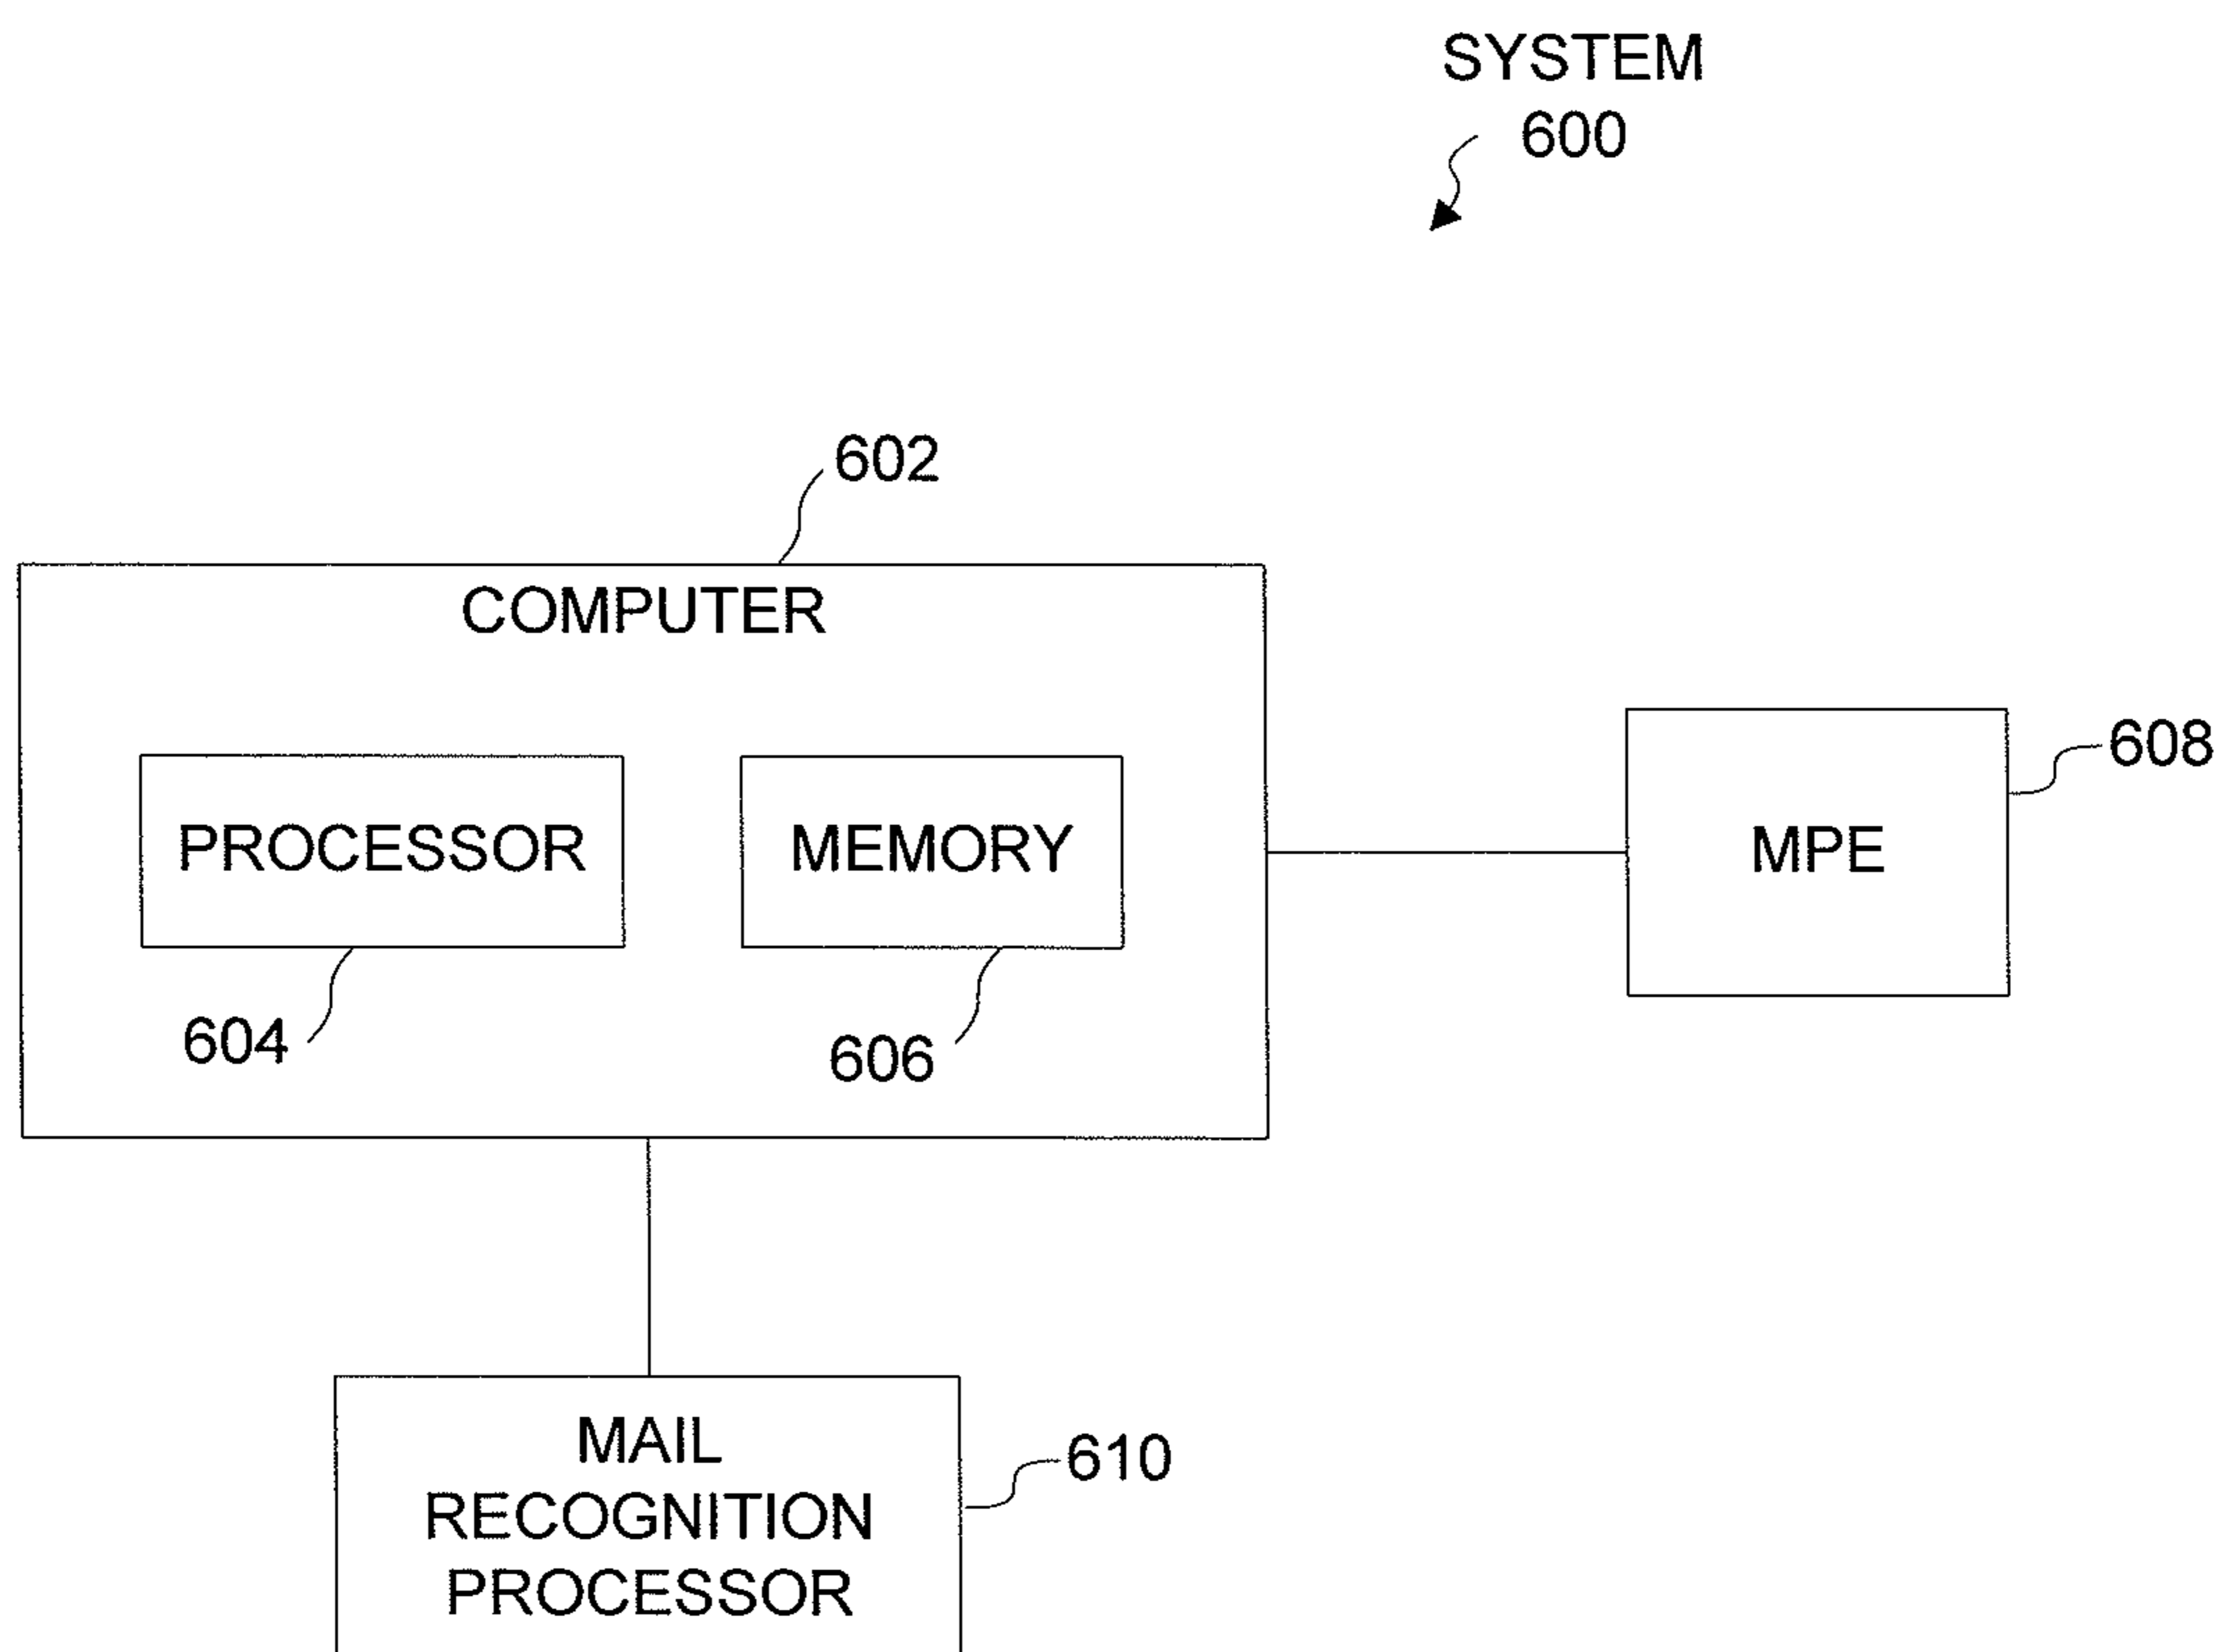 SYSTEM
600
602
COMPUTER
PROCESSOR
MEMORY
MPE
608
604
606
MAIL
RECOGNITION
PROCESSOR
610